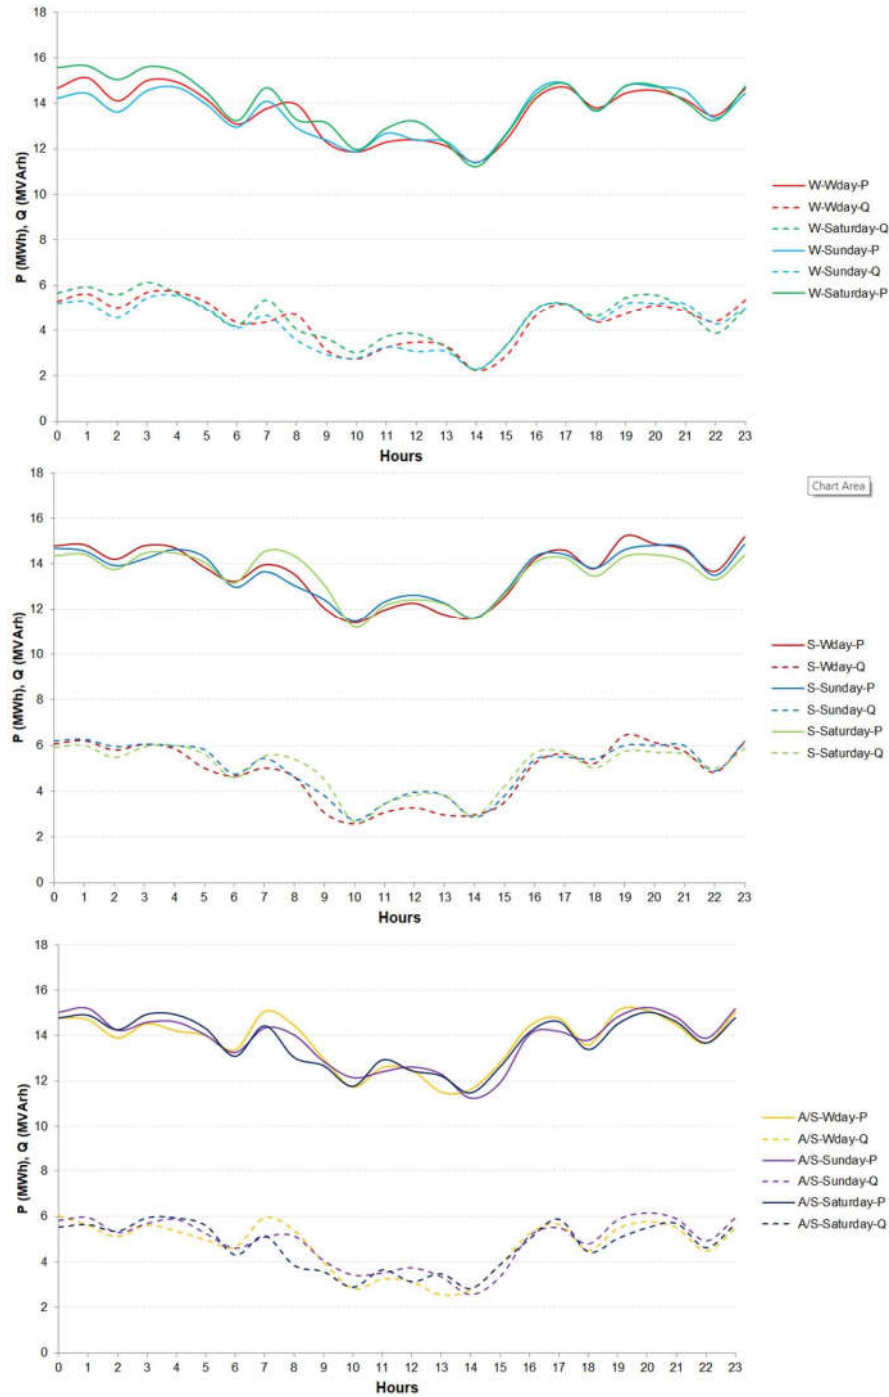 18
16
14
12
10
8
6
4
2
0
P (MWh), Q (MVArh)
0 1 2 3 4 5 6 7 8 9 10 11 12 13 14 15 16 17 18 19 20 21 22 23
Hours
W-Wday-P
W-Wday-Q
W-Saturday-Q
W-Sunday-P
W-Sunday-Q
W-Saturday-P
18
16
14
12
10
8
6
4
2
0
P (MWh), Q (MVArh)
0 1 2 3 4 5 6 7 8 9 10 11 12 13 14 15 16 17 18 19 20 21 22 23
Hours
Chart Area
S-Wday-P
S-Wday-Q
S-Sunday-P
S-Sunday-Q
S-Saturday-P
S-Saturday-Q
18
16
14
12
10
8
6
4
2
0
P (MWh), Q (MVArh)
0 1 2 3 4 5 6 7 8 9 10 11 12 13 14 15 16 17 18 19 20 21 22 23
Hours
A/S-Wday-P
A/S-Wday-Q
A/S-Sunday-P
A/S-Sunday-Q
A/S-Saturday-P
A/S-Saturday-Q